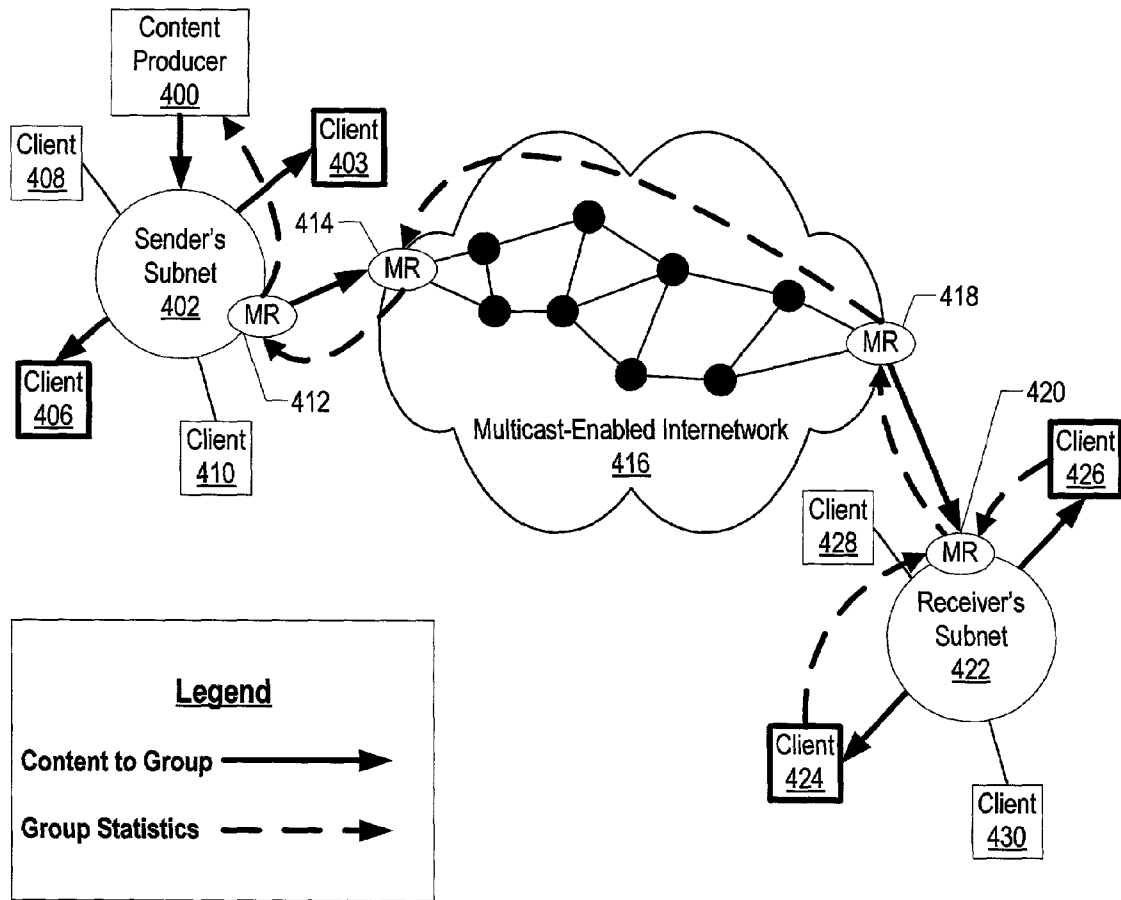 Content
Producer
400
Client
408
Client
403
Sender's
Subnet
402
MR
414
MR
412
Client
406
Client
410
Multicast-Enabled Internetwork
416
MR
418
420
Client
426
Client
428
MR
Receiver's
Subnet
422
Client
424
Client
430
Legend
Content to Group
Group Statistics